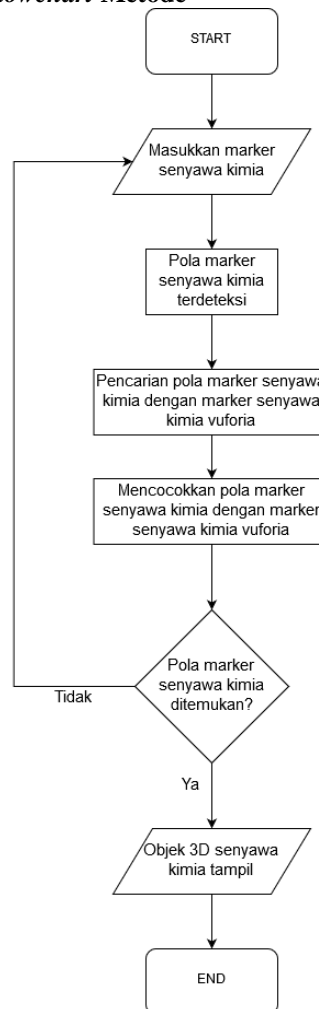 Metode
START
Masukkan marker
senyawa kimia
Pola marker
senyawa kimia
terdeteksi
Pencarian pola marker senyawa
kimia dengan marker senyawa
kimia vuforia
Mencocokkan pola marker
senyawa kimia dengan marker
senyawa kimia vuforia
Pola marker
senyawa kimia
ditemukan?
Tidak
Ya
Objek 3D senyawa
kimia tampil
END